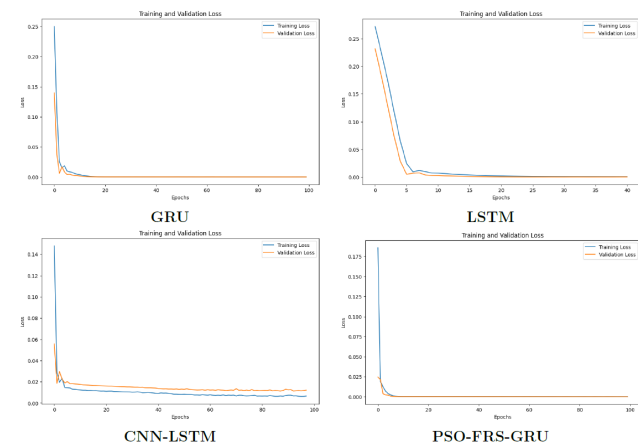 Training and Validation Loss
Training Loss
Validation Loss
0.25
0.20
0.15
0.10
0.05
0.00
Loss
0 20 40 60 80 100
Epochs
GRU
Training and Validation Loss
Training Loss
Validation Loss
0.25
0.20
0.15
0.10
0.05
0.00
Loss
0 5 10 15 20 25 30 35 40
Epochs
LSTM
Training and Validation Loss
Training Loss
Validation Loss
0.14
0.12
0.10
0.08
0.06
0.04
0.02
0.00
Loss
0 20 40 60 80 100
Epochs
CNN-LSTM
Training and Validation Loss
Training Loss
Validation Loss
0.175
0.150
0.125
0.100
0.075
0.050
0.025
0.000
Loss
0 20 40 60 80 100
Epochs
PSO-FRS-GRU